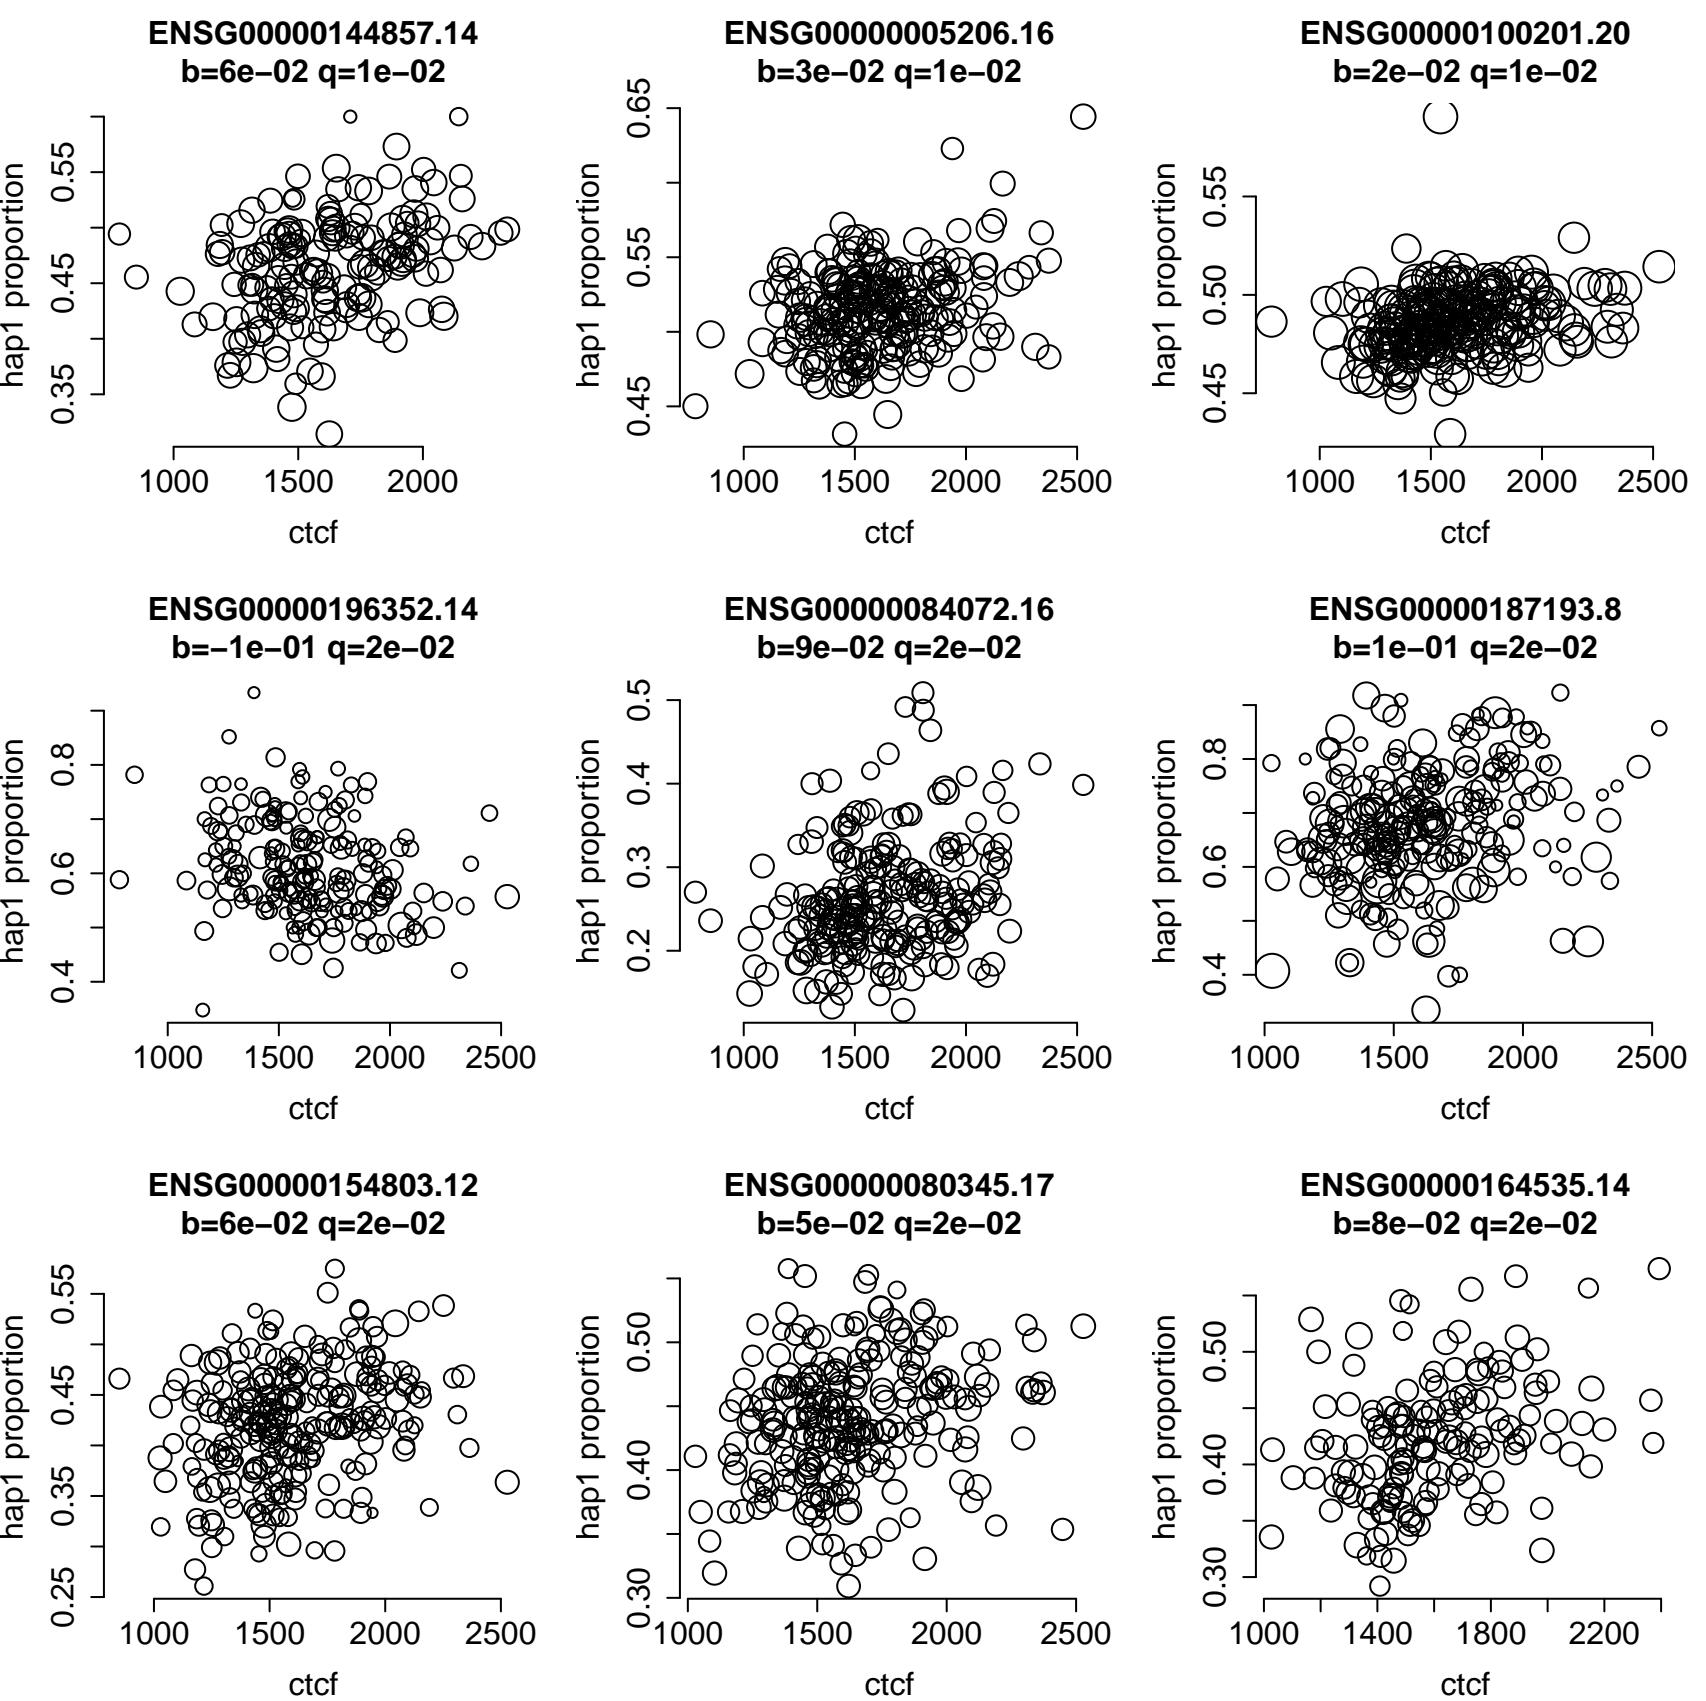 ENSG00000144857.14
b=6e−02 q=1e−02
hap1 proportion
0.55
0.45
0.35
1000 1500 2000
ctcf
ENSG00000005206.16
b=3e−02 q=1e−02
hap1 proportion
0.65
0.55
0.45
1000 1500 2000 2500
ctcf
ENSG00000100201.20
b=2e−02 q=1e−02
hap1 proportion
0.55
0.50
0.45
1000 1500 2000 2500
ctcf
ENSG00000196352.14
b=−1e−01 q=2e−02
hap1 proportion
0.8
0.6
0.4
1000 1500 2000 2500
ctcf
ENSG00000084072.16
b=9e−02 q=2e−02
hap1 proportion
0.5
0.4
0.3
0.2
1000 1500 2000 2500
ctcf
ENSG00000187193.8
b=1e−01 q=2e−02
hap1 proportion
0.8
0.6
0.4
1000 1500 2000 2500
ctcf
ENSG00000154803.12
b=6e−02 q=2e−02
hap1 proportion
0.55
0.45
0.35
0.25
1000 1500 2000 2500
ctcf
ENSG00000080345.17
b=5e−02 q=2e−02
hap1 proportion
0.50
0.40
0.30
1000 1500 2000 2500
ctcf
ENSG00000164535.14
b=8e−02 q=2e−02
hap1 proportion
0.50
0.40
0.30
1000 1400 1800 2200
ctcf